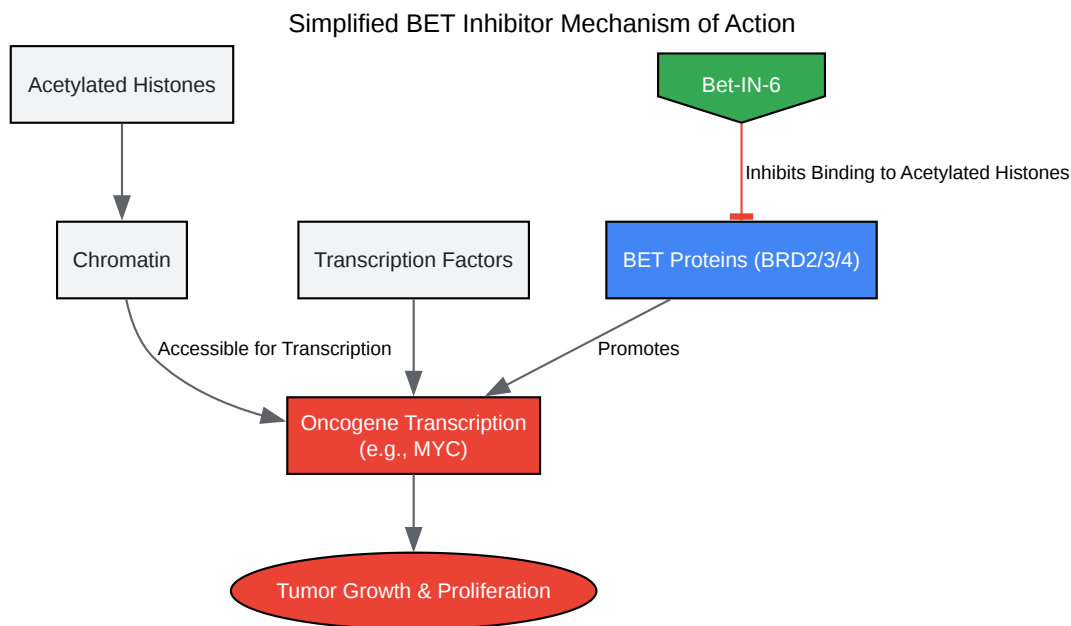 Simplified BET Inhibitor Mechanism of Action
Acetylated Histones
Bet-IN-6
Inhibits Binding to Acetylated Histones
Chromatin
Transcription Factors
BET Proteins (BRD2/3/4)
Accessible for Transcription
Promotes
Oncogene Transcription
(e.g., MYC)
Tumor Growth & Proliferation